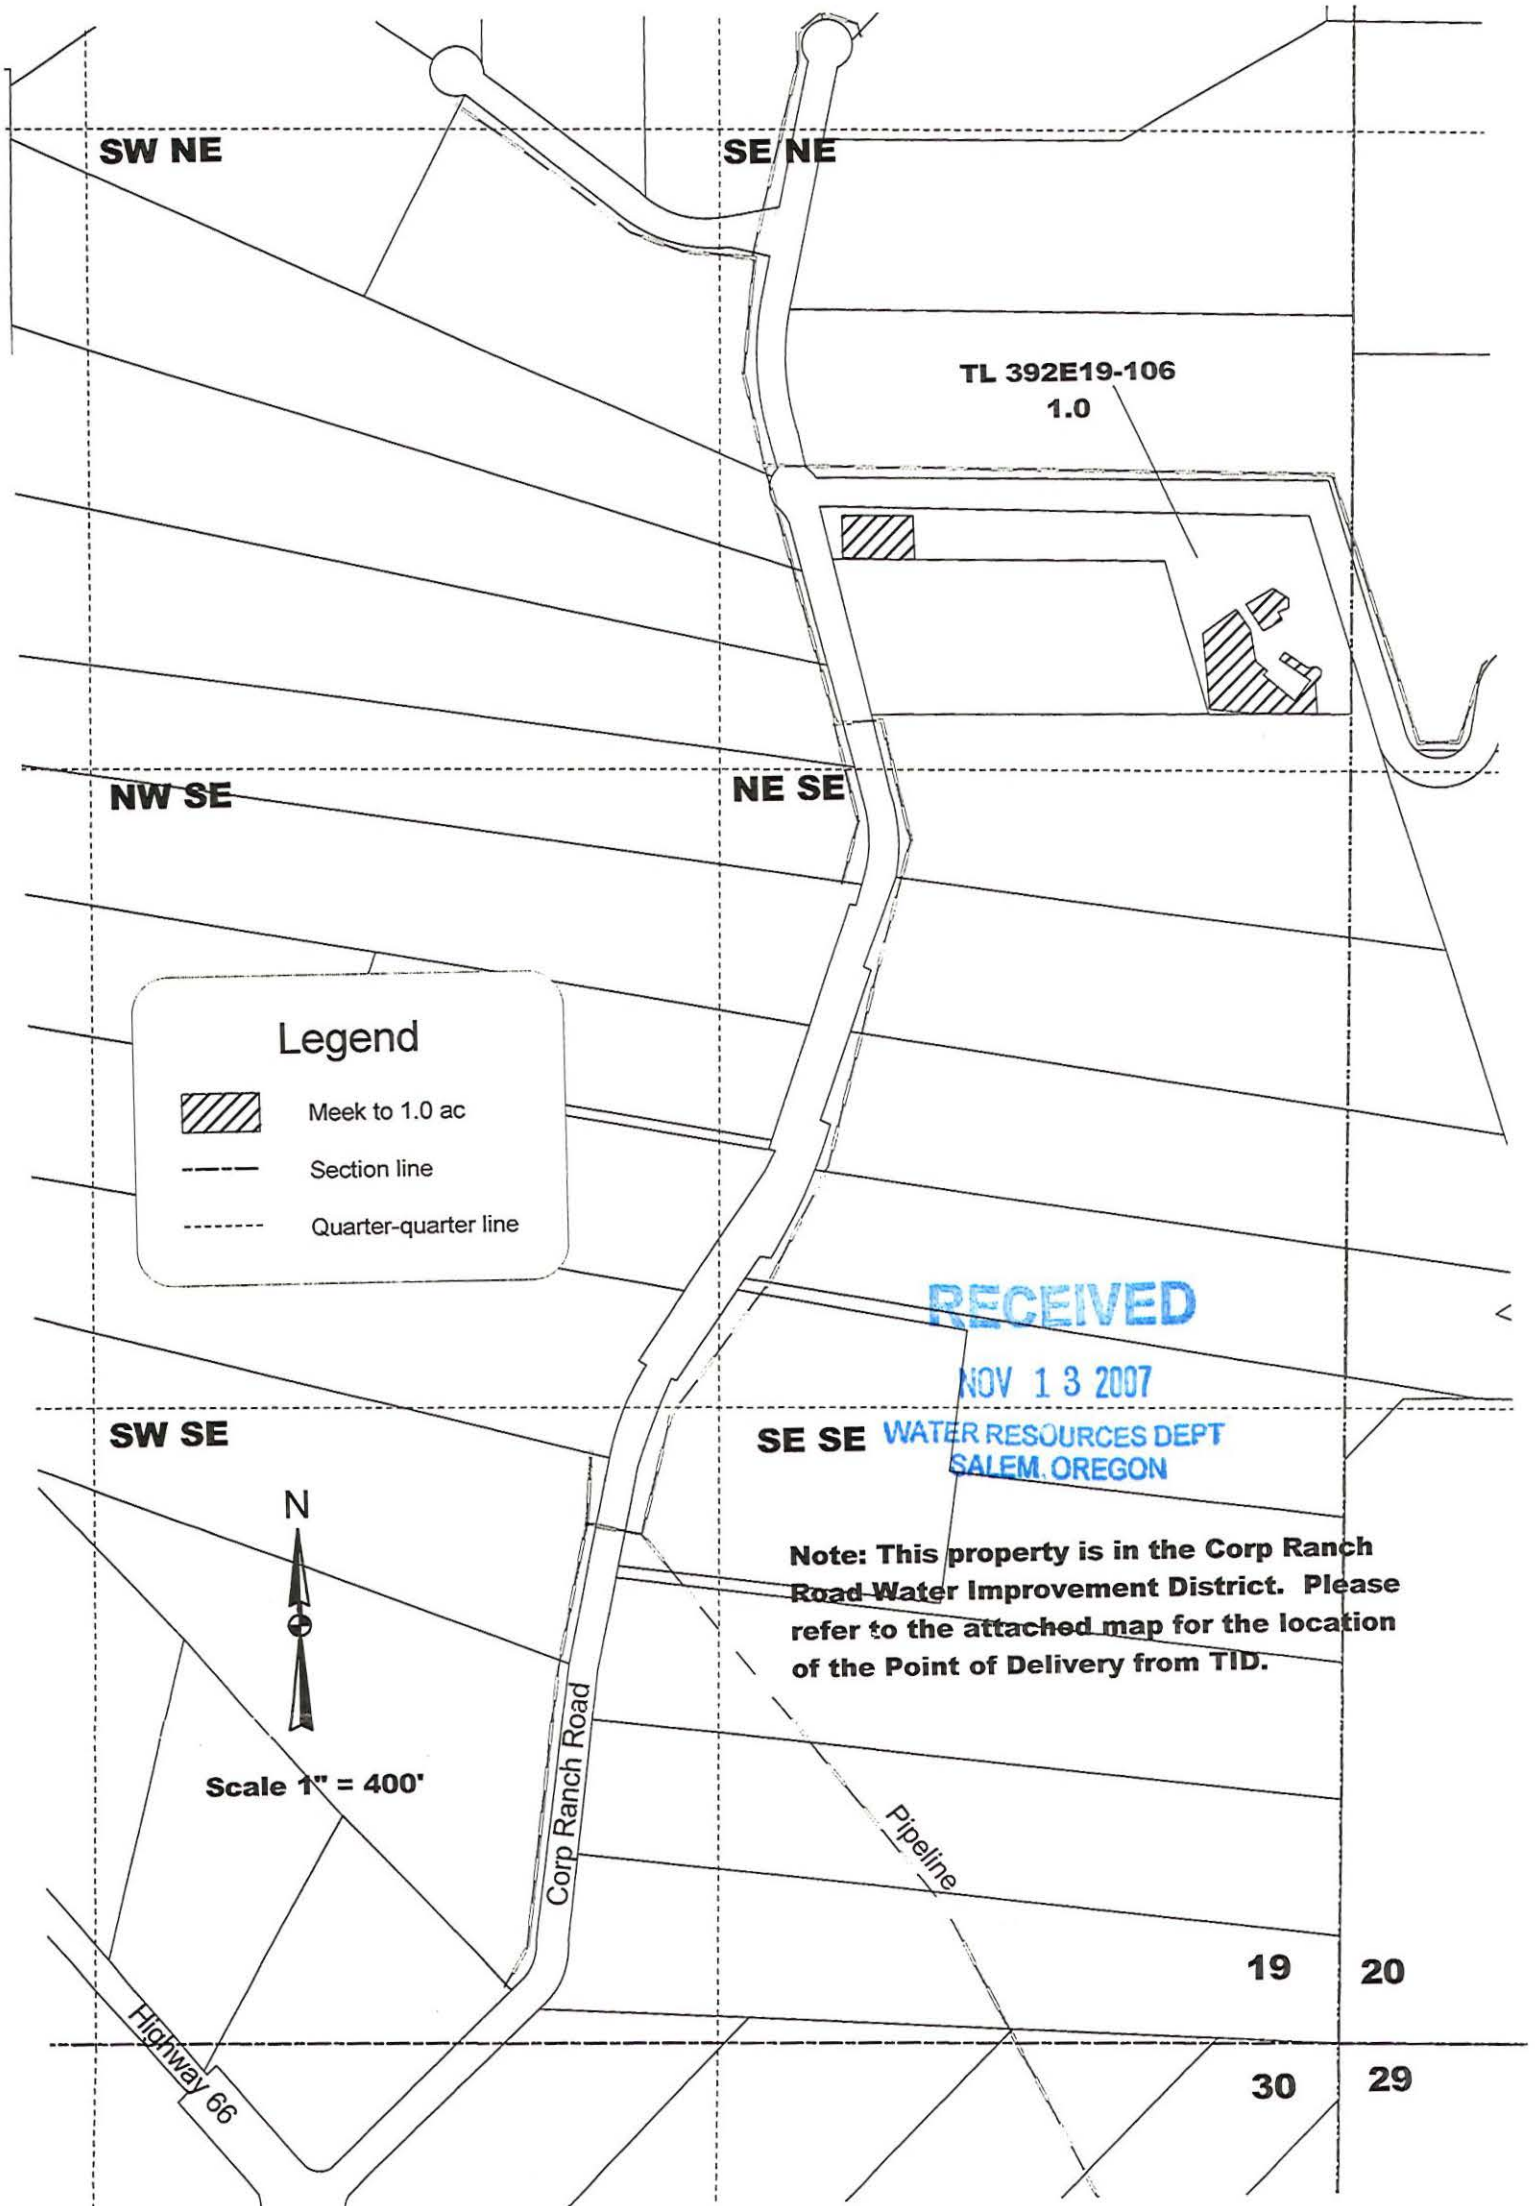 SW NE
SE NE
TL 392E19-106
1.0
NW SE
NE SE
Legend
Meek to 1.0 ac
Section line
Quarter-quarter line
RECEIVED
NOV 13 2007
WATER RESOURCES DEPT
SALEM, OREGON
SW SE
SE SE
N
Note: This property is in the Corp Ranch
Road Water Improvement District. Please
refer to the attached map for the location
of the Point of Delivery from TID.
Scale 1" = 400'
Corp Ranch Road
Pipeline
19
20
Highway 66
30
29